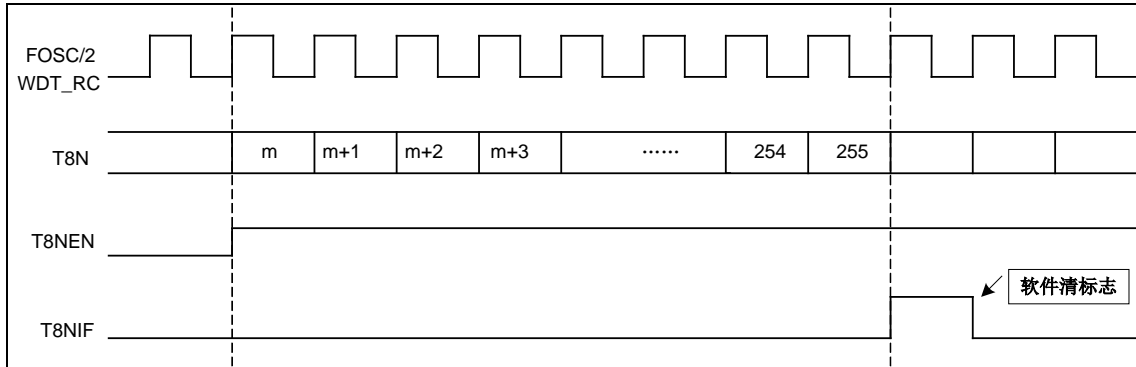 FOSC/2
WDT_RC
T8N
m
m+1
m+2
m+3
……
254
255
T8NEN
T8NIF
软件清标志